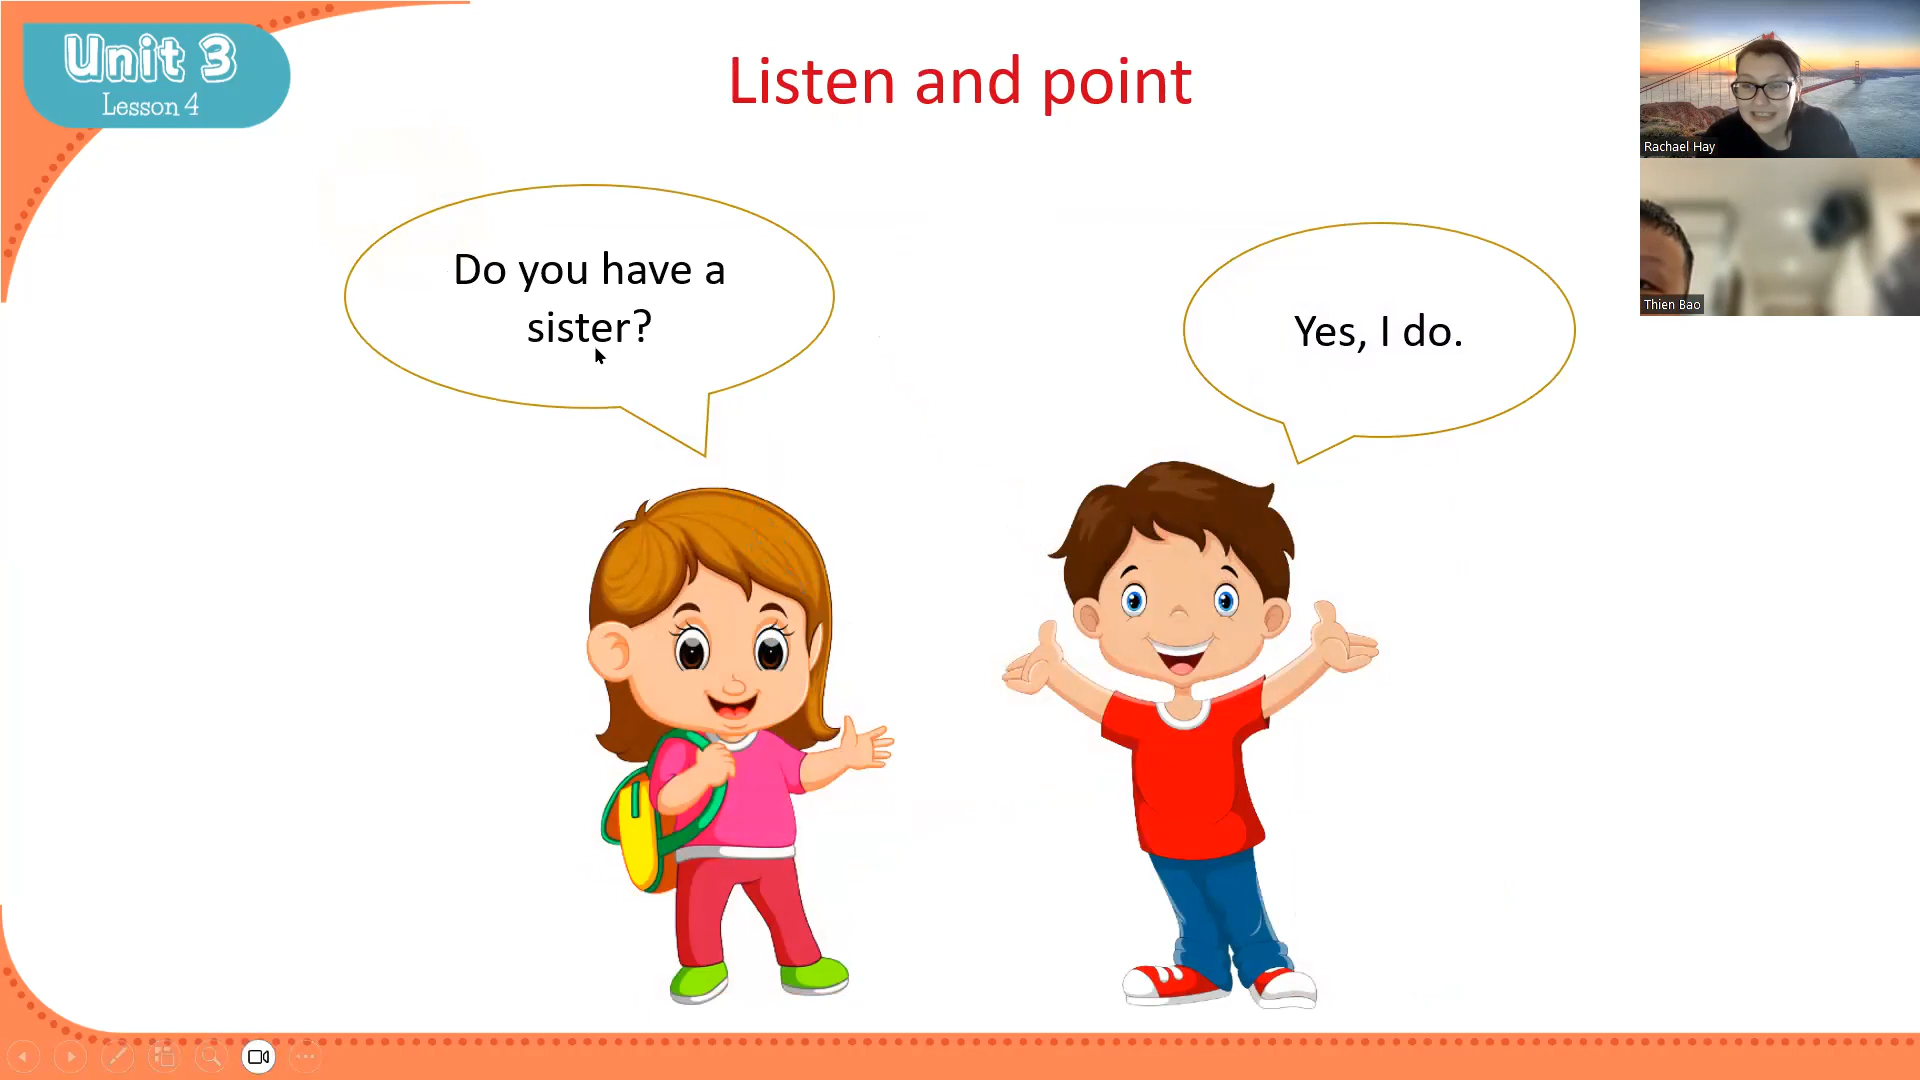 Unit 3
Lesson 4
Listen and point
Do you have a
sister?
Yes, I do.
Rachael Hay
Thien Bao